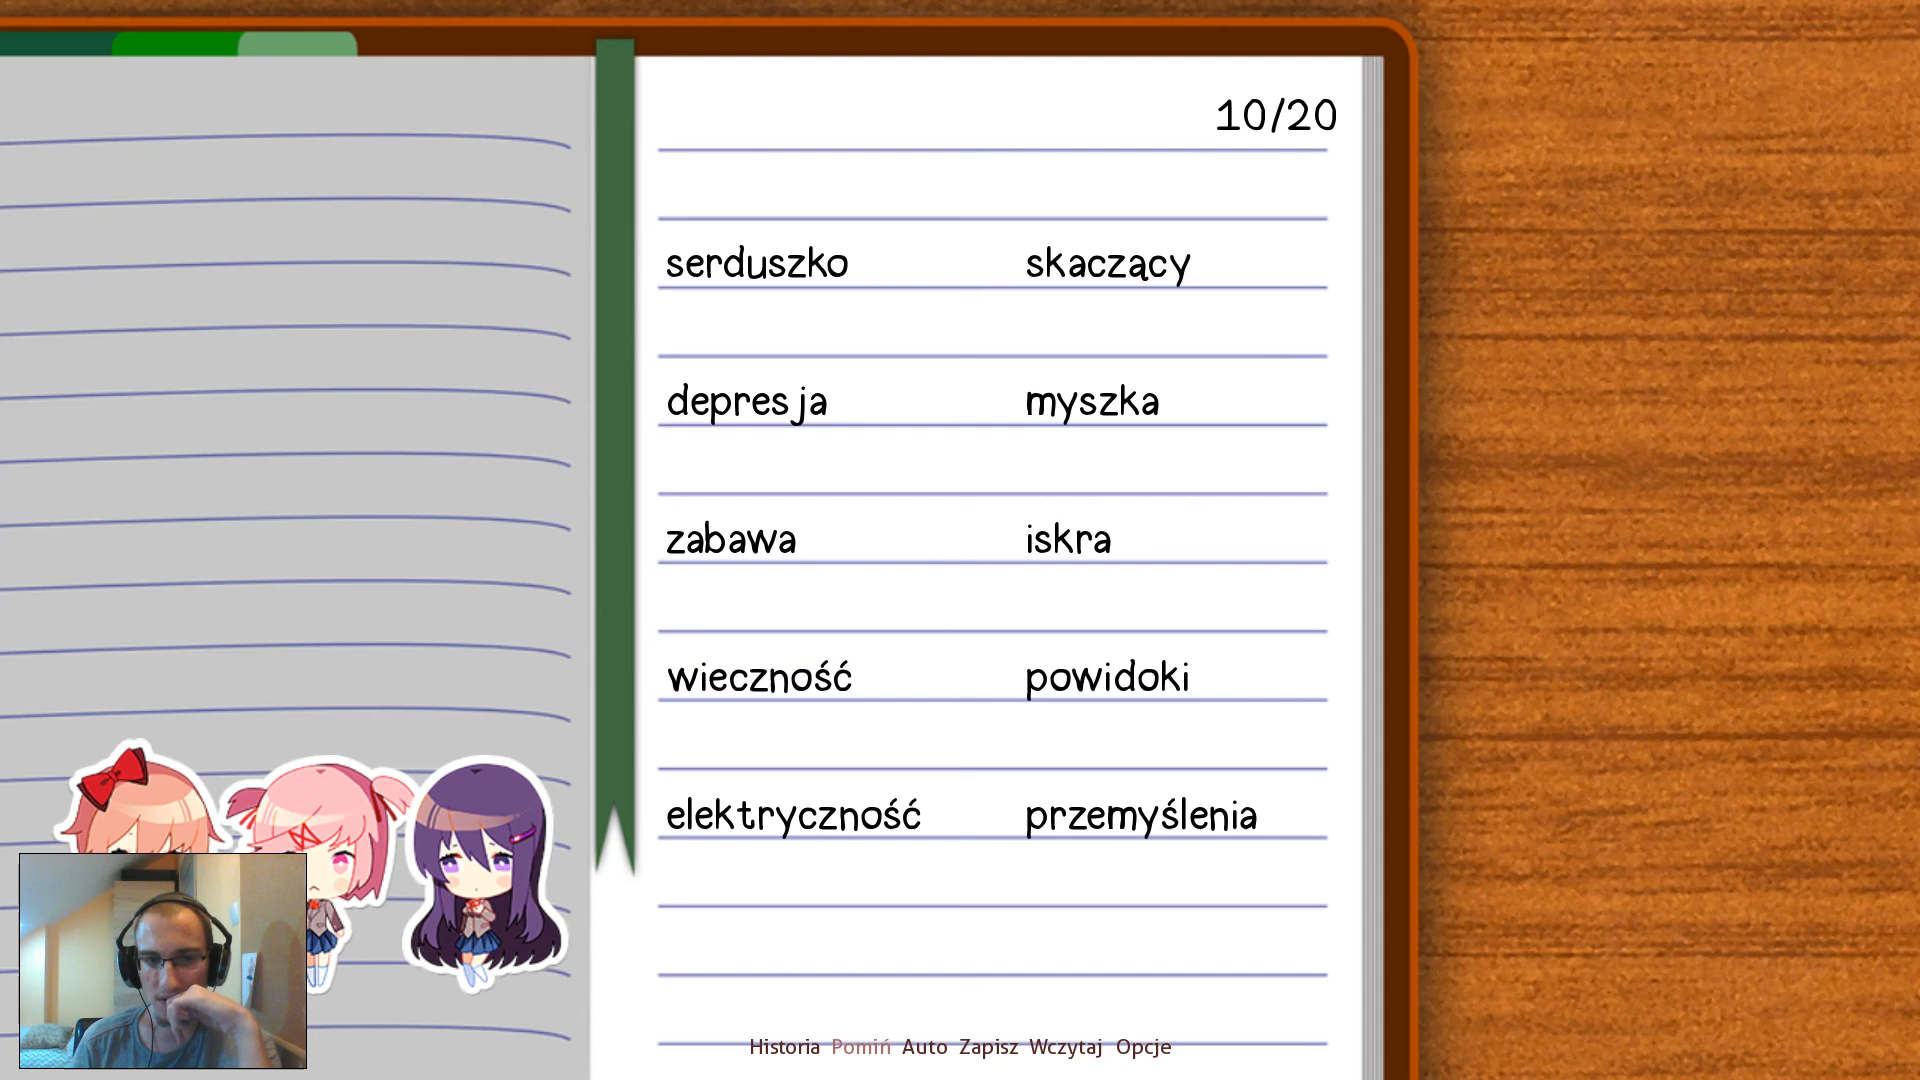 10/20
serduszko skaczący
depresja myszka
zabawa iskra
wieczność powidoki
elektryczność przemyślenia
Historia Pomiń Auto Zapisz Wczytaj Opcje